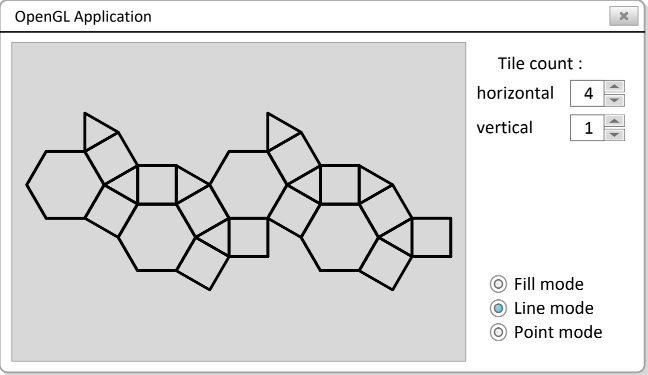 OpenGL Application
Tile count :
horizontal 4
vertical 1
Fill mode
Line mode
Point mode